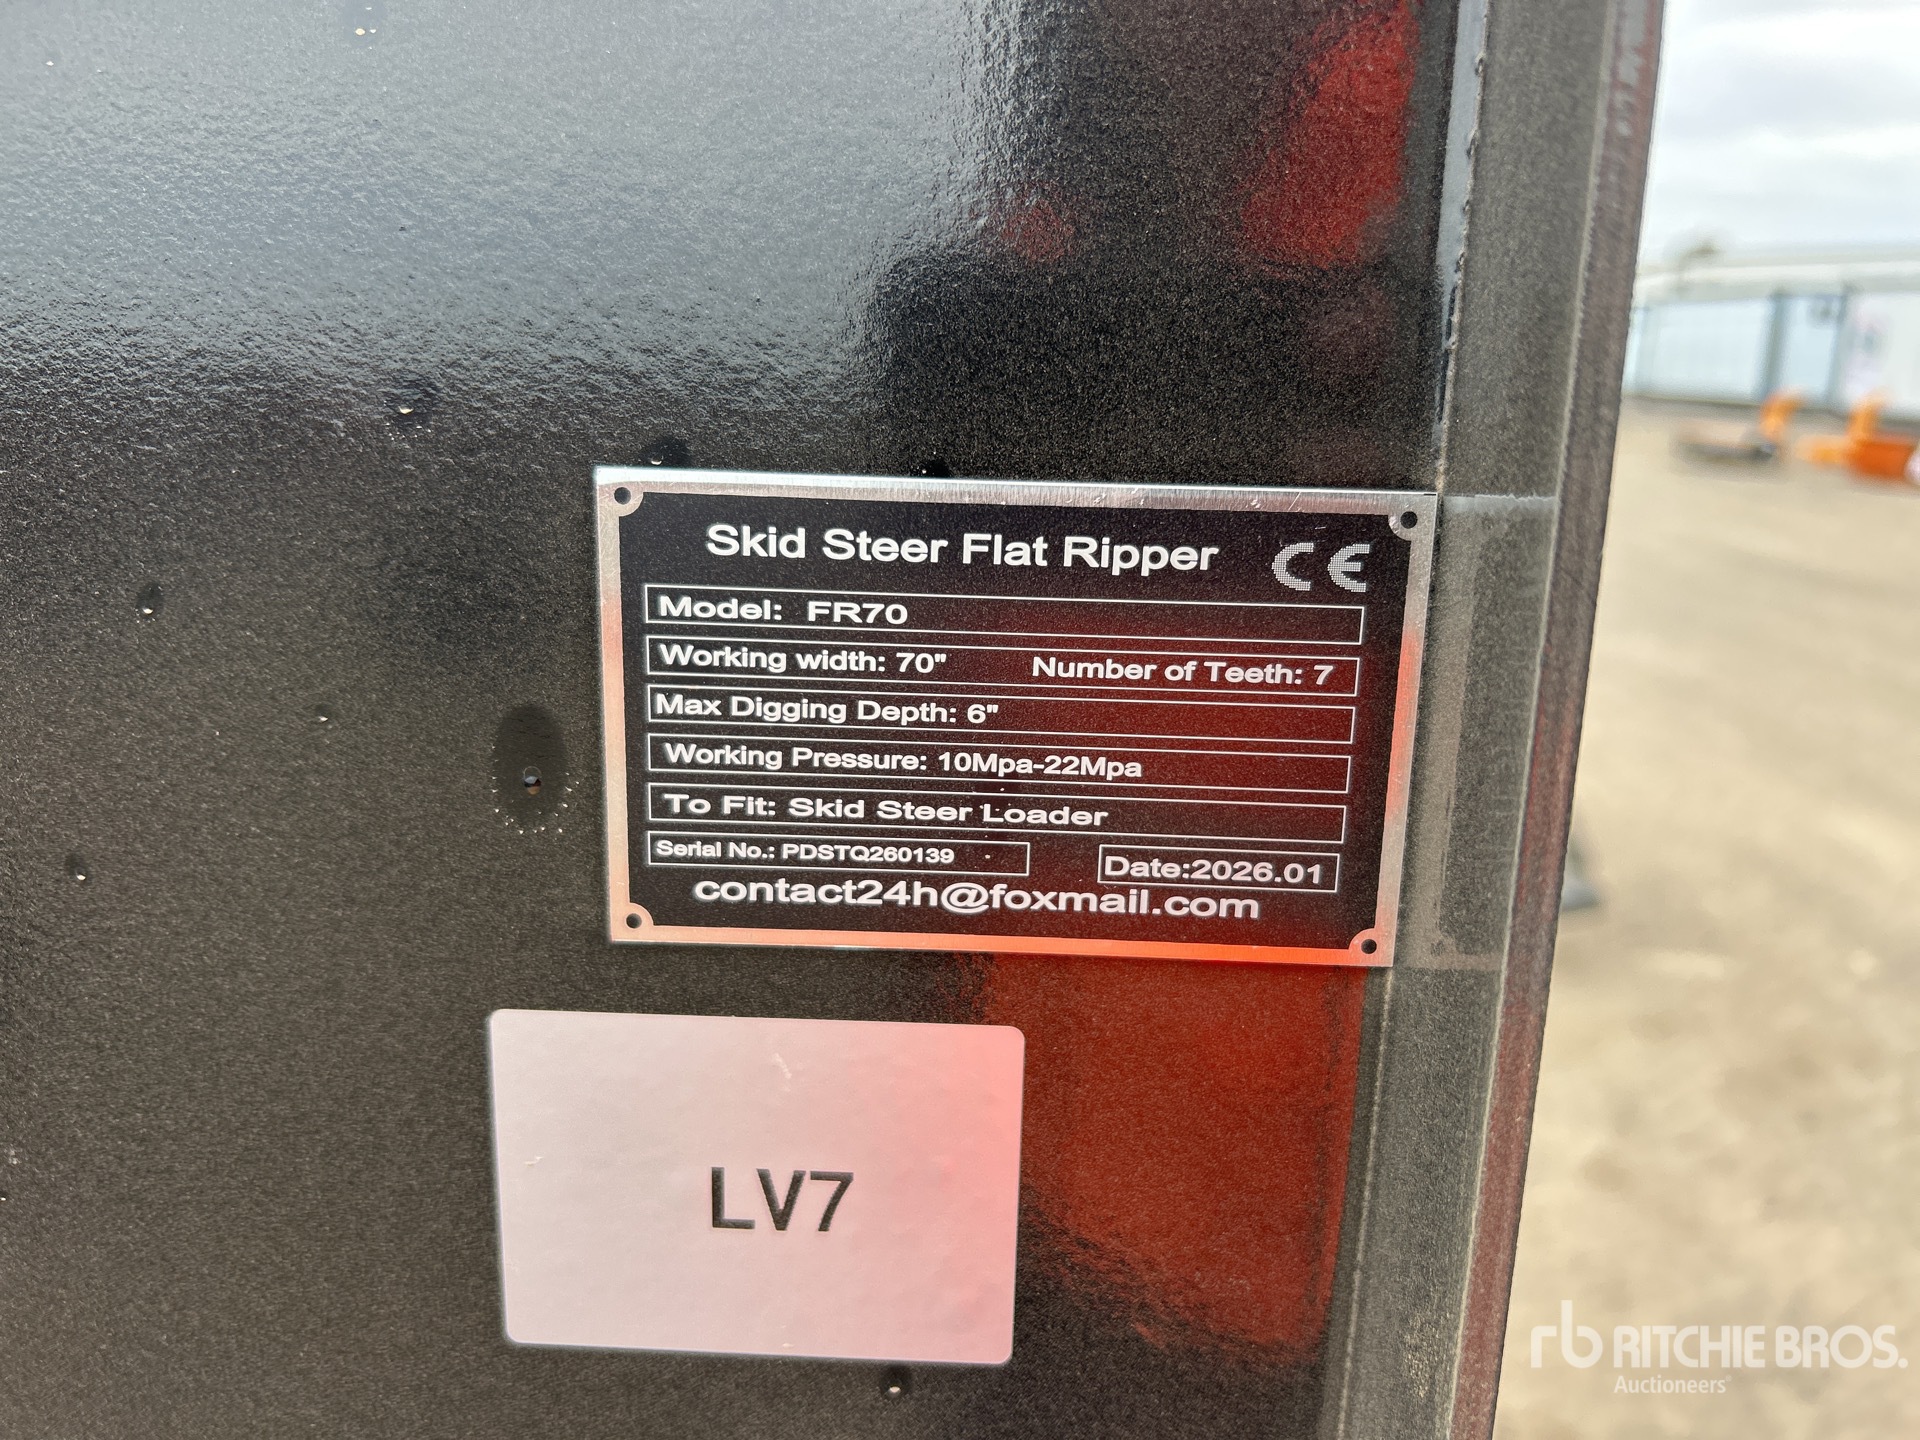 Skid Steer Flat Ripper CE
Model: FR70
Working width: 70" Number of Teeth: 7
Max Digging Depth: 6"
Working Pressure: 10Mpa-22Mpa
To Fit: Skid Steer Loader
Serial No.: PDSTQ260139 Date:2026.01
contact24h@foxmail.com
LV7
rb RITCHIE BROS.
Auctioneers